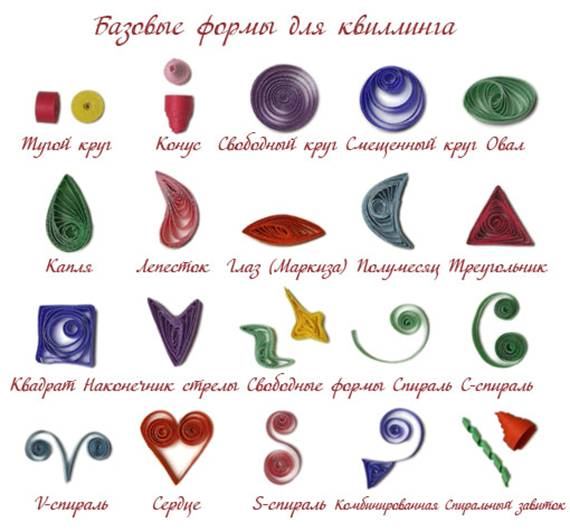 Базовые формы для квиллинга
Тугой круг Конус Свободный круг Смещенный круг Овал
Капля Лепесток Глаз (Маркиза) Полумесяц Треугольник
Квадрат Наконечник стрелы Свободные формы Спираль С-спираль
V-спираль Сердце S-спираль Комбинированная Спиральный завиток